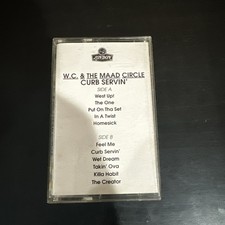 W.C. & THE MAAD CIRCLE
CURB SERVIN'
SIDE A
West Up!
The One
Put On Tha Set
In A Twist
Homesick
SIDE B
Feel Me
Curb Servin'
Wet Dream
Takin' Ova
Killa Habit
The Creator